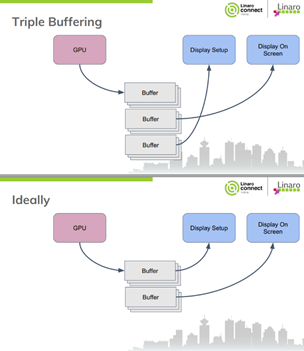 Linaro
connect
Linaro
Triple Buffering
GPU
Display Setup
Display On
Screen
Buffer
Buffer
Buffer
Linaro
connect
Linaro
Ideally
GPU
Display Setup
Display On
Screen
Buffer
Buffer